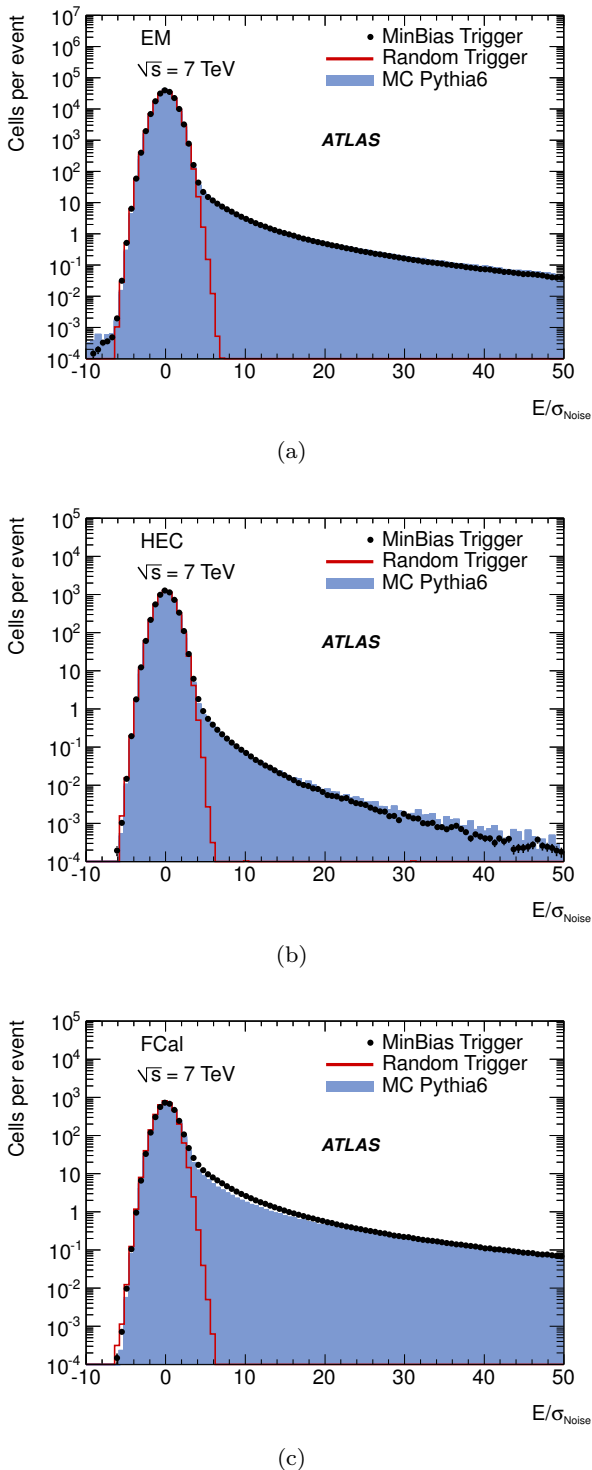 Cells per event
10^7
10^6
10^5
10^4
10^3
10^2
10
1
10^-1
10^-2
10^-3
10^-4
EM
√s = 7 TeV
MinBias Trigger
Random Trigger
MC Pythia6
ATLAS
-10 0 10 20 30 40 50
E/σ_Noise
(a)
Cells per event
10^5
10^4
10^3
10^2
10
1
10^-1
10^-2
10^-3
10^-4
HEC
√s = 7 TeV
MinBias Trigger
Random Trigger
MC Pythia6
ATLAS
-10 0 10 20 30 40 50
E/σ_Noise
(b)
Cells per event
10^5
10^4
10^3
10^2
10
1
10^-1
10^-2
10^-3
10^-4
FCal
√s = 7 TeV
MinBias Trigger
Random Trigger
MC Pythia6
ATLAS
-10 0 10 20 30 40 50
E/σ_Noise
(c)